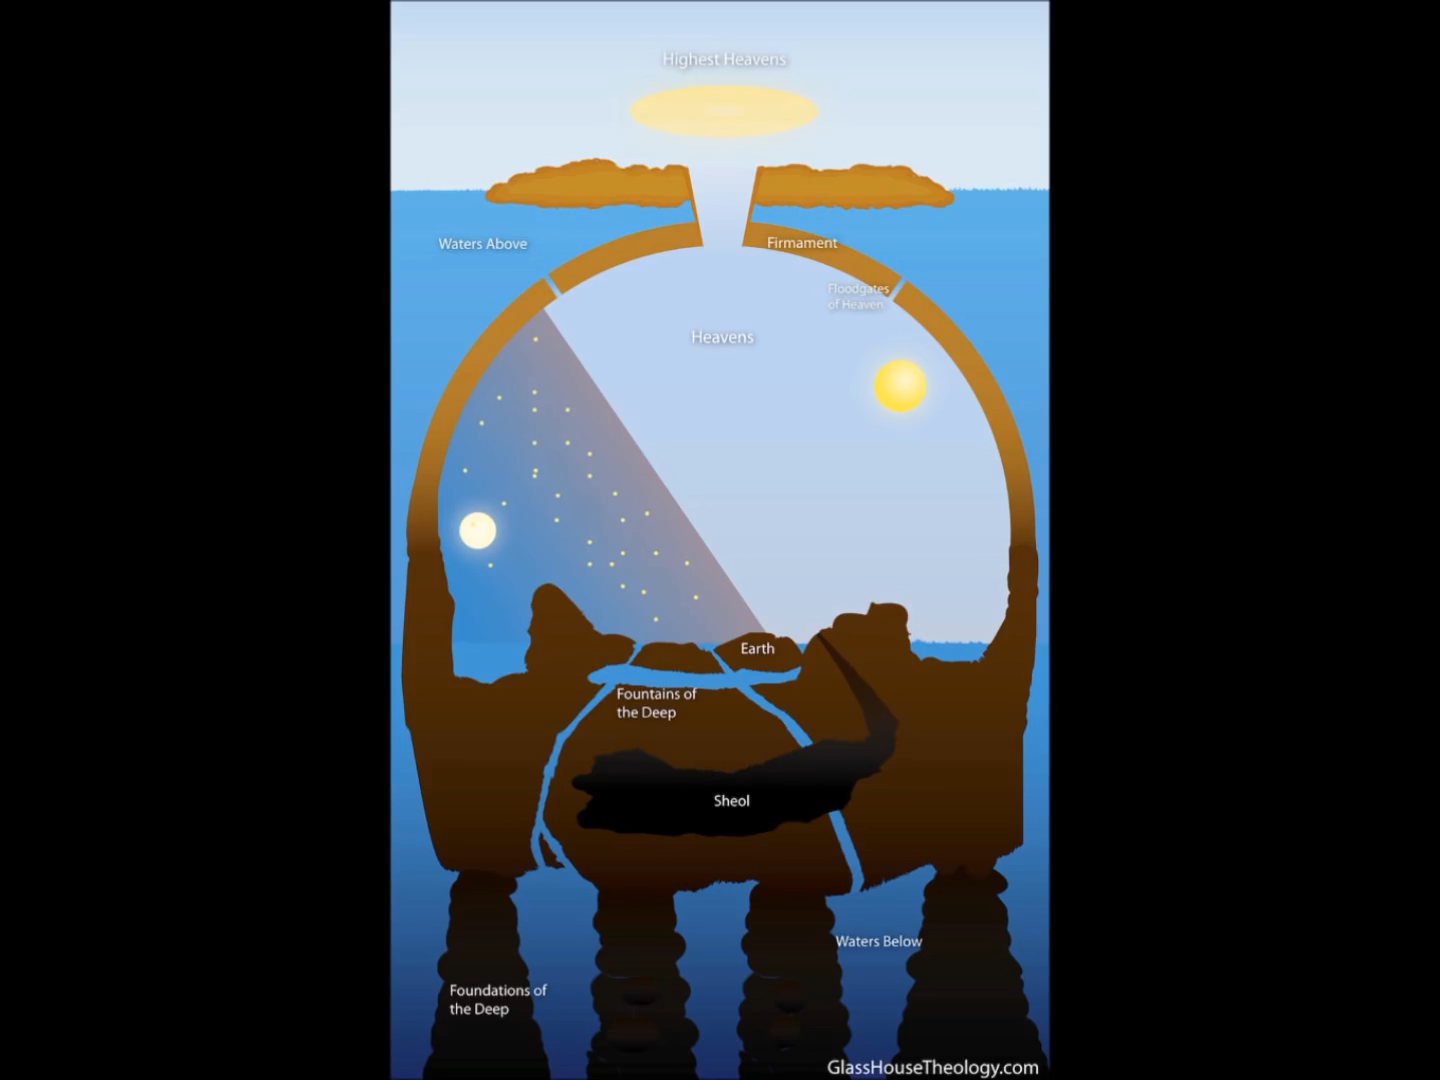 Highest Heavens
Waters Above
Firmament
Floodgates
of Heaven
Heavens
Earth
Fountains of
the Deep
Sheol
Waters Below
Foundations of
the Deep
GlassHouseTheology.com